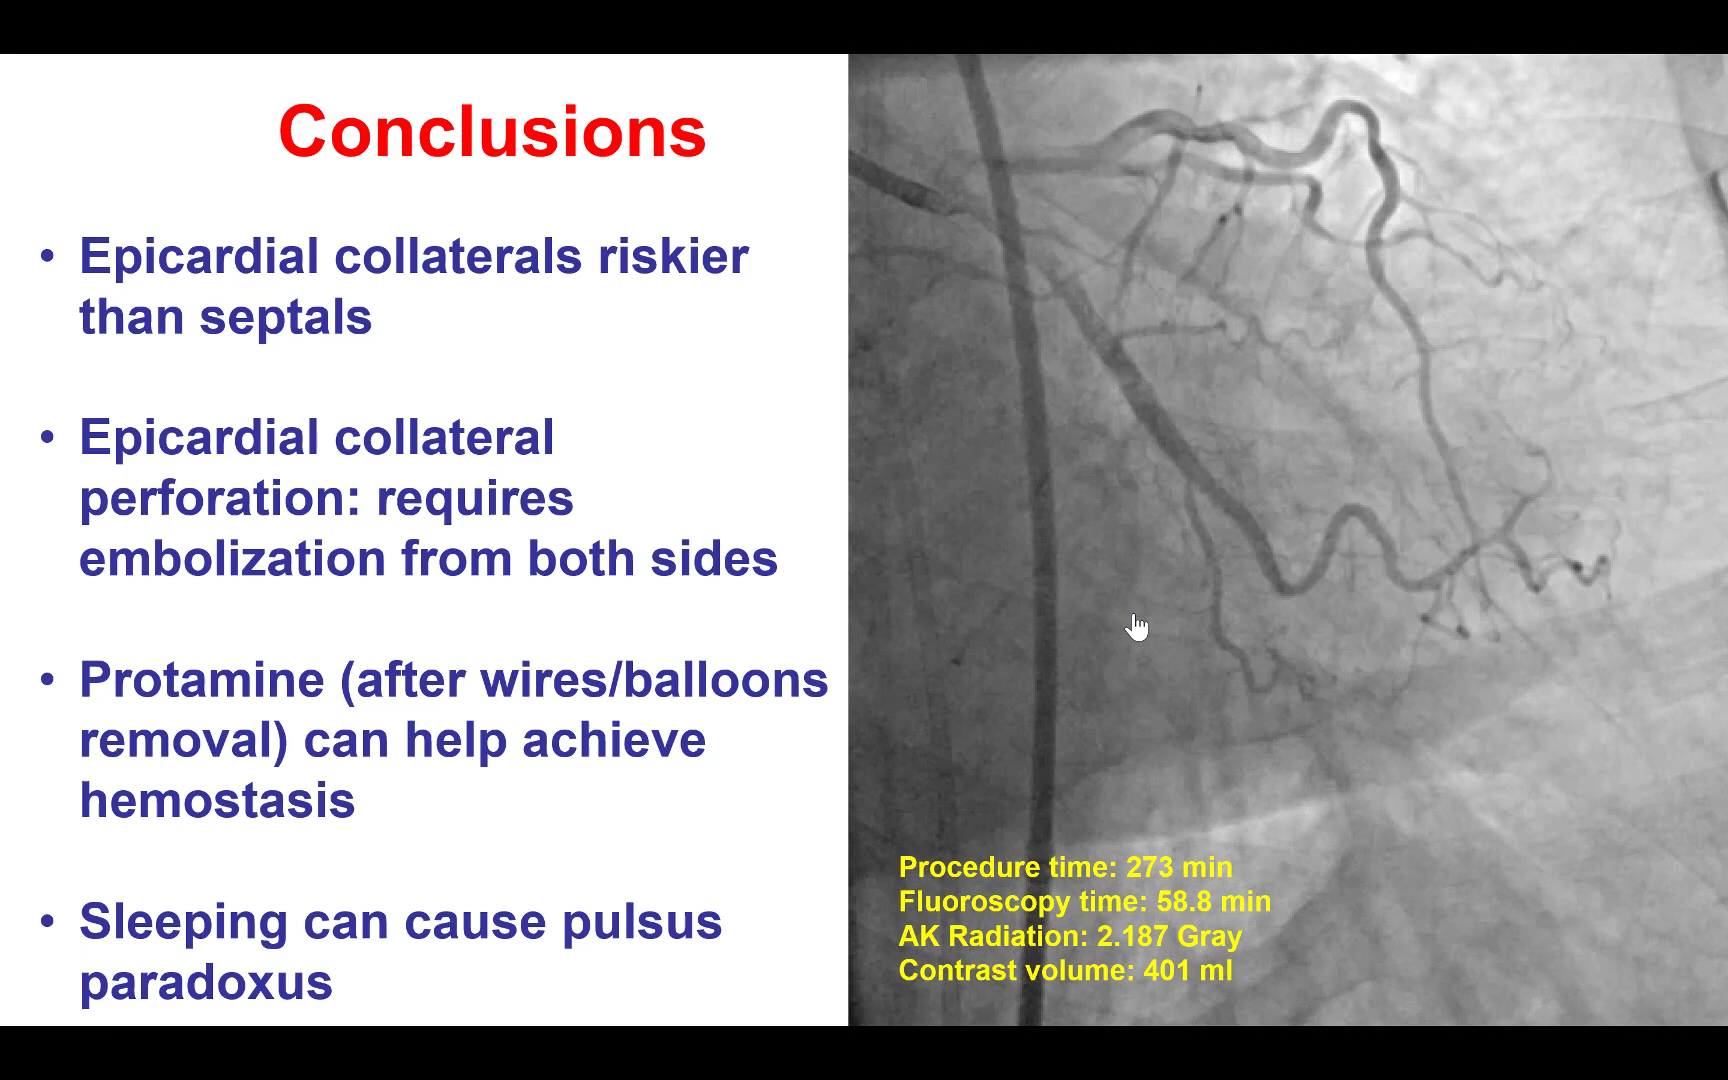 Conclusions
• Epicardial collaterals riskier
than septals
• Epicardial collateral
perforation: requires
embolization from both sides
• Protamine (after wires/balloons
removal) can help achieve
hemostasis
• Sleeping can cause pulsus
paradoxus
Procedure time: 273 min
Fluoroscopy time: 58.8 min
AK Radiation: 2.187 Gray
Contrast volume: 401 ml